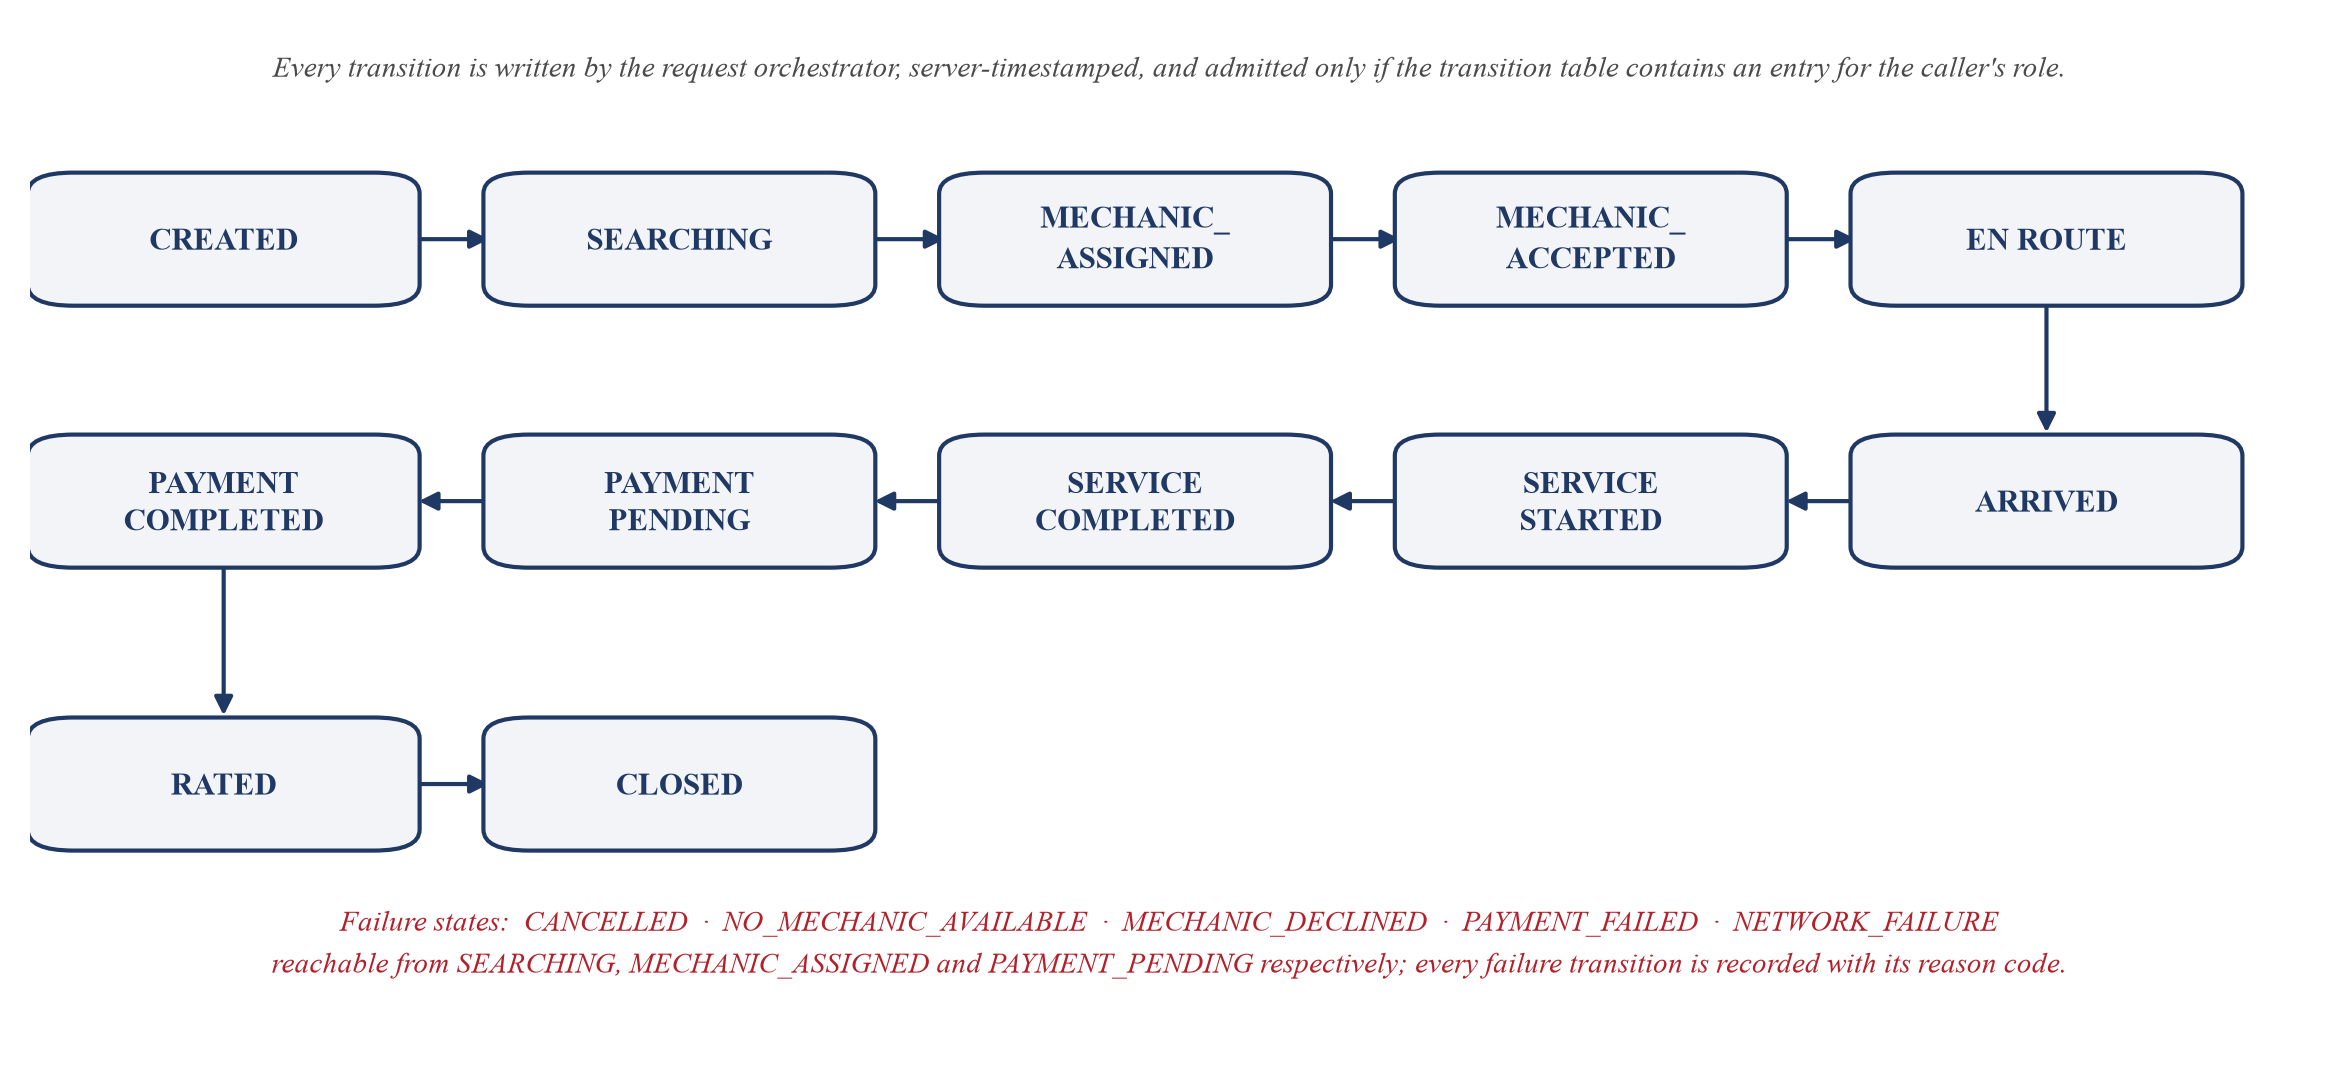 Every transition is written by the request orchestrator, server-timestamped, and admitted only if the transition table contains an entry for the caller's role.
CREATED
SEARCHING
MECHANIC_
ASSIGNED
MECHANIC_
ACCEPTED
EN ROUTE
PAYMENT
COMPLETED
PAYMENT
PENDING
SERVICE
COMPLETED
SERVICE
STARTED
ARRIVED
RATED
CLOSED
Failure states: CANCELLED · NO_MECHANIC_AVAILABLE · MECHANIC_DECLINED · PAYMENT_FAILED · NETWORK_FAILURE
reachable from SEARCHING, MECHANIC_ASSIGNED and PAYMENT_PENDING respectively; every failure transition is recorded with its reason code.